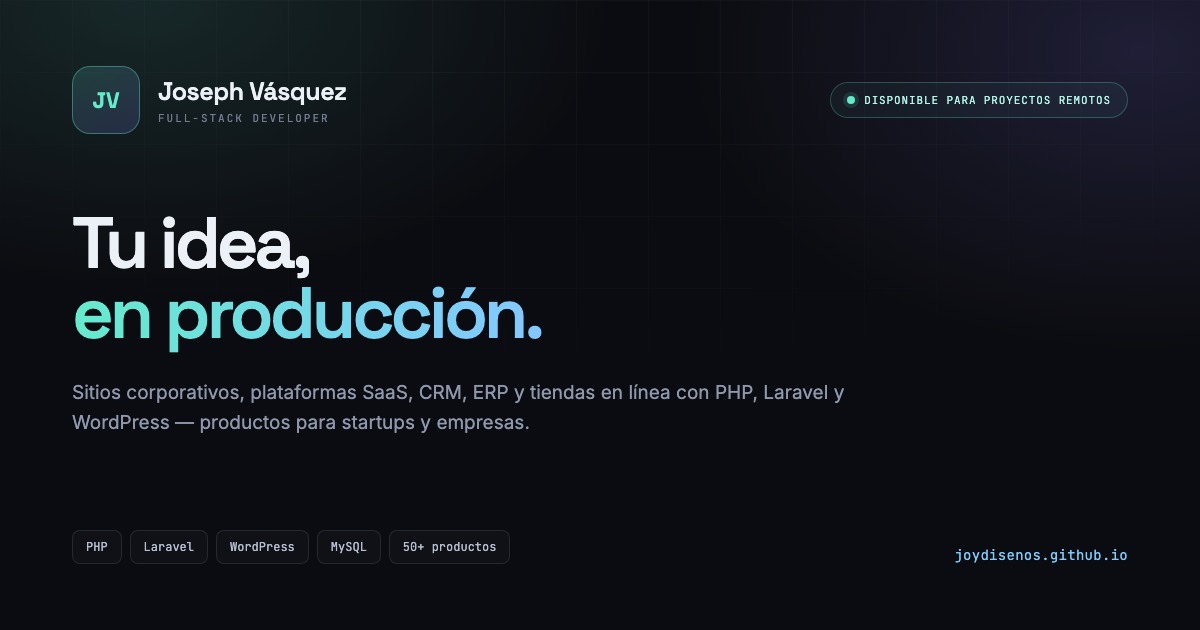 JV
Joseph Vásquez
FULL-STACK DEVELOPER
DISPONIBLE PARA PROYECTOS REMOTOS
Tu idea,
en producción.
Sitios corporativos, plataformas SaaS, CRM, ERP y tiendas en línea con PHP, Laravel y
WordPress — productos para startups y empresas.
PHP
Laravel
WordPress
MySQL
50+ productos
joydisenos.github.io